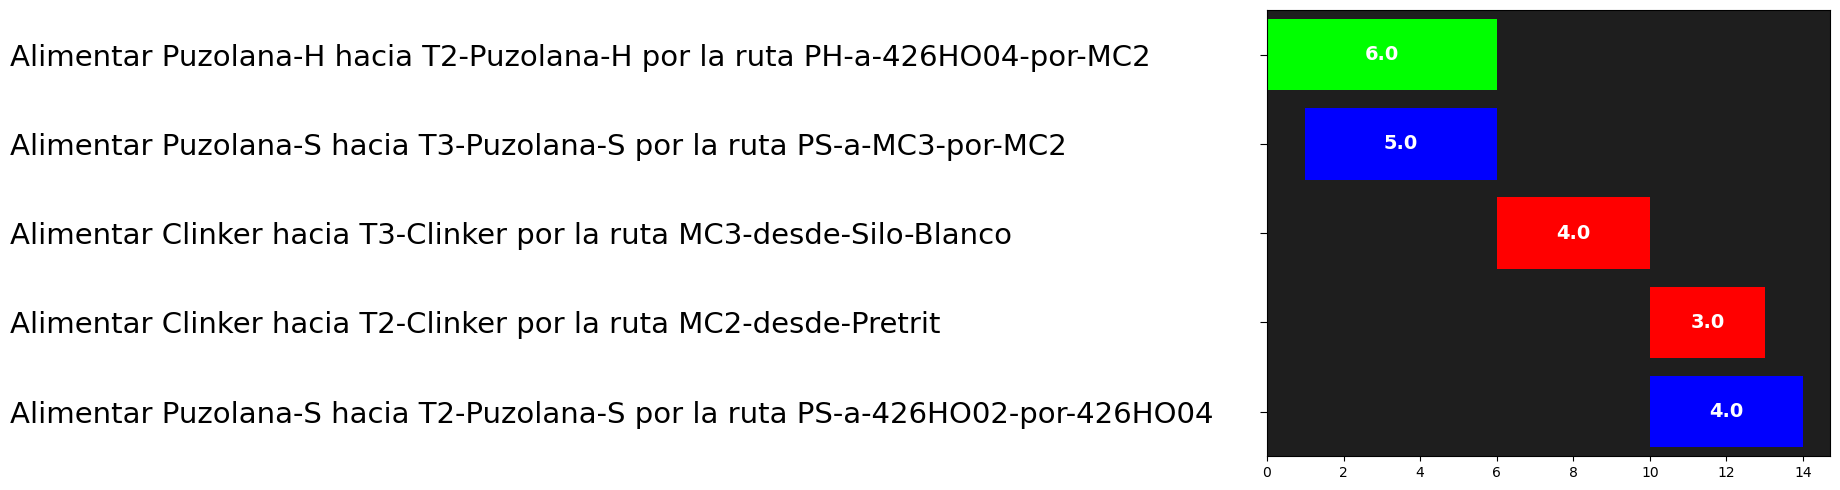 Alimentar Puzolana-H hacia T2-Puzolana-H por la ruta PH-a-426HO04-por-MC2
6.0
Alimentar Puzolana-S hacia T3-Puzolana-S por la ruta PS-a-MC3-por-MC2
5.0
Alimentar Clinker hacia T3-Clinker por la ruta MC3-desde-Silo-Blanco
4.0
Alimentar Clinker hacia T2-Clinker por la ruta MC2-desde-Pretrit
3.0
Alimentar Puzolana-S hacia T2-Puzolana-S por la ruta PS-a-426HO02-por-426HO04
4.0
0 2 4 6 8 10 12 14